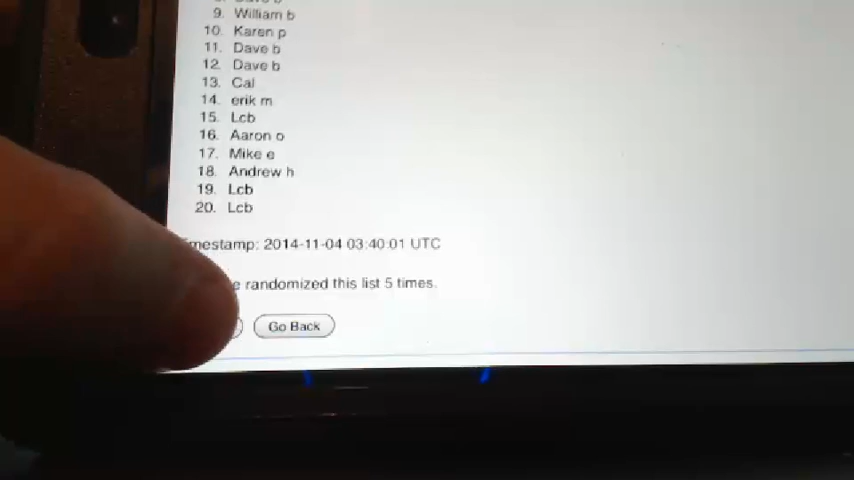 9. William b
10. Karen p
11. Dave b
12. Dave b
13. Cal
14. erik m
15. Lcb
16. Aaron o
17. Mike e
18. Andrew h
19. Lcb
20. Lcb
mestamp: 2014-11-04 03:40:01 UTC
e randomized this list 5 times.
Go Back